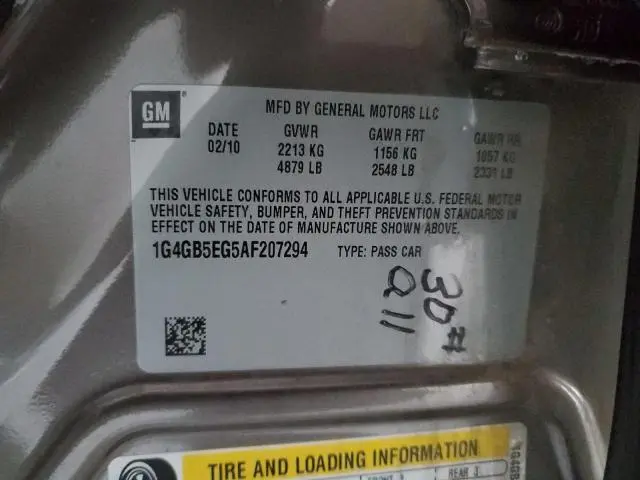 GM
MFD BY GENERAL MOTORS LLC
DATE GVWR GAWR FRT GAWR RR
02/10 2213 KG 1156 KG 1057 KG
4879 LB 2548 LB 2331 LB
THIS VEHICLE CONFORMS TO ALL APPLICABLE U.S. FEDERAL MOTOR
VEHICLE SAFETY, BUMPER, AND THEFT PREVENTION STANDARDS IN
EFFECT ON THE DATE OF MANUFACTURE SHOWN ABOVE.
1G4GB5EG5AF207294 TYPE: PASS CAR
30#
Q11
TIRE AND LOADING INFORMATION
REAR 3